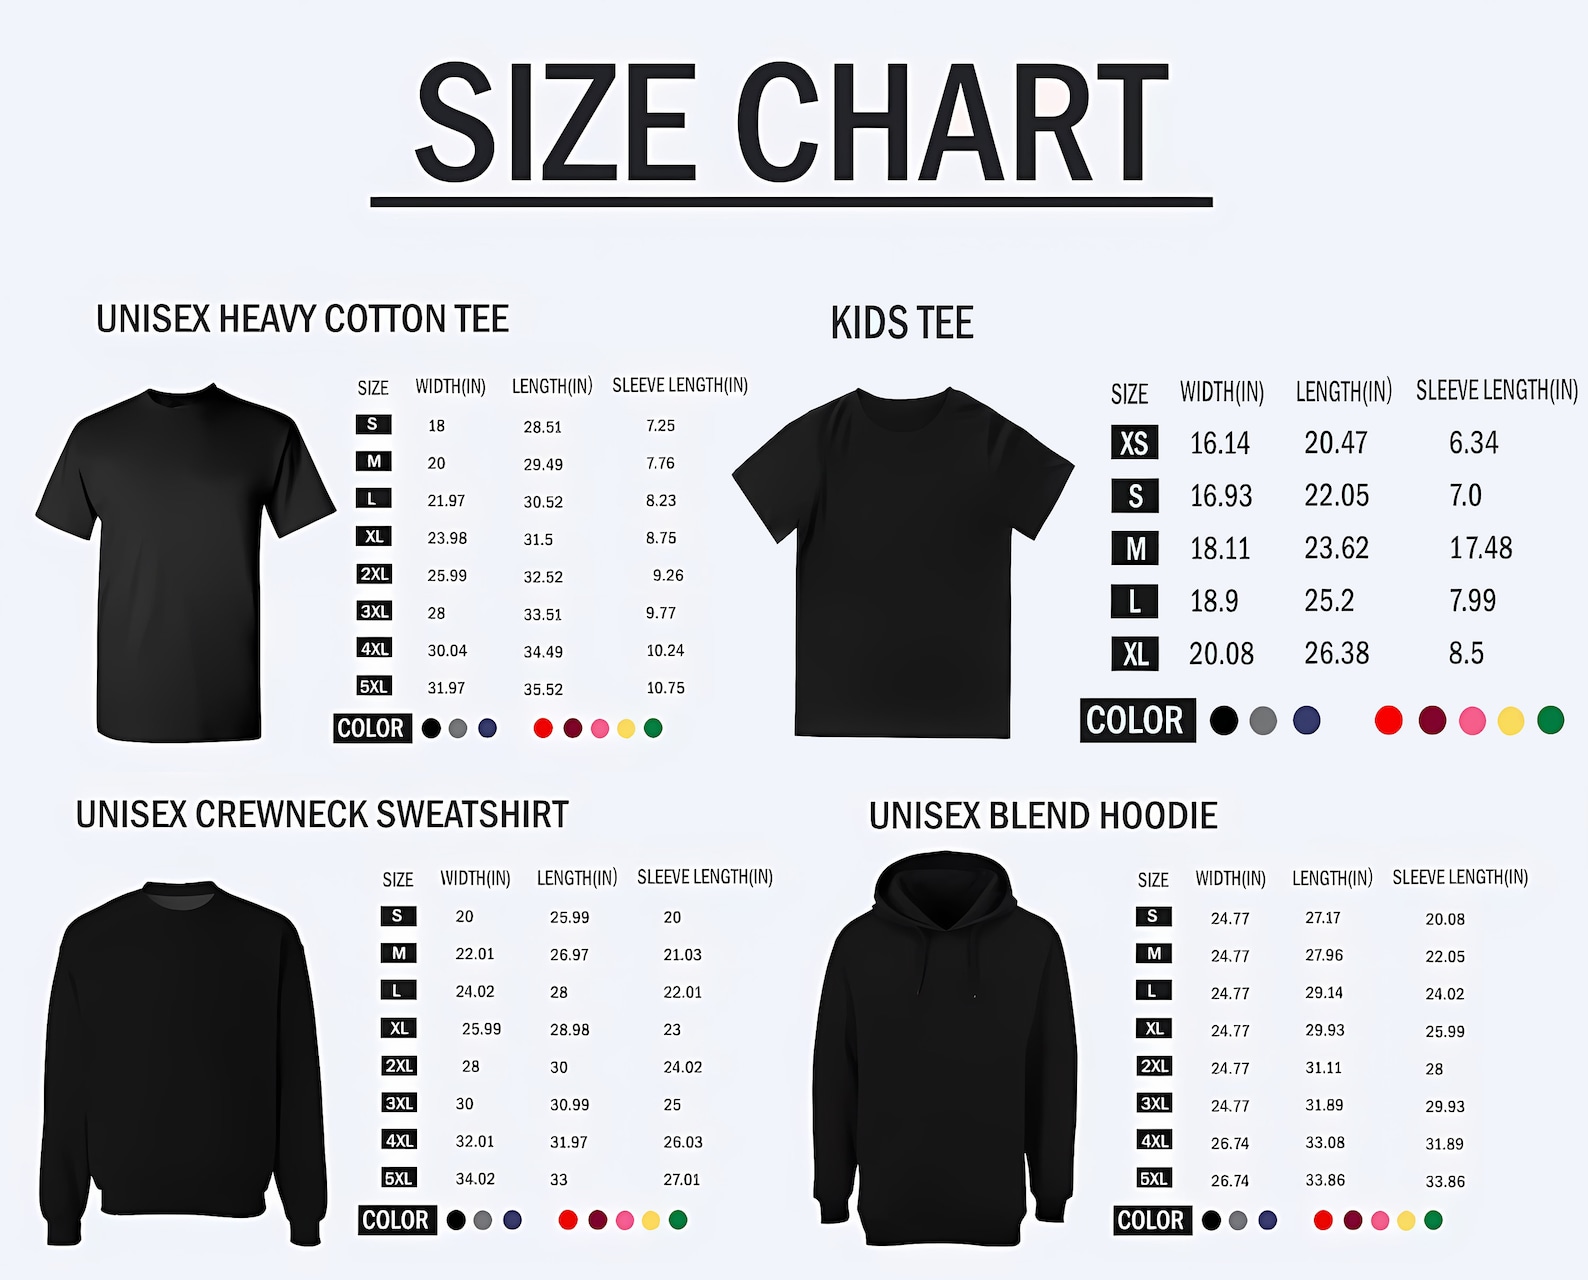 SIZE CHART
UNISEX HEAVY COTTON TEE
SIZE WIDTH(IN) LENGTH(IN) SLEEVE LENGTH(IN)
S 18 28.51 7.25
M 20 29.49 7.76
L 21.97 30.52 8.23
XL 23.98 31.5 8.75
2XL 25.99 32.52 9.26
3XL 28 33.51 9.77
4XL 30.04 34.49 10.24
5XL 31.97 35.52 10.75
COLOR
KIDS TEE
SIZE WIDTH(IN) LENGTH(IN) SLEEVE LENGTH(IN)
XS 16.14 20.47 6.34
S 16.93 22.05 7.0
M 18.11 23.62 17.48
L 18.9 25.2 7.99
XL 20.08 26.38 8.5
COLOR
UNISEX CREWNECK SWEATSHIRT
SIZE WIDTH(IN) LENGTH(IN) SLEEVE LENGTH(IN)
S 20 25.99 20
M 22.01 26.97 21.03
L 24.02 28 22.01
XL 25.99 28.98 23
2XL 28 30 24.02
3XL 30 30.99 25
4XL 32.01 31.97 26.03
5XL 34.02 33 27.01
COLOR
UNISEX BLEND HOODIE
SIZE WIDTH(IN) LENGTH(IN) SLEEVE LENGTH(IN)
S 24.77 27.17 20.08
M 24.77 27.96 22.05
L 24.77 29.14 24.02
XL 24.77 29.93 25.99
2XL 24.77 31.11 28
3XL 24.77 31.89 29.93
4XL 26.74 33.08 31.89
5XL 26.74 33.86 33.86
COLOR